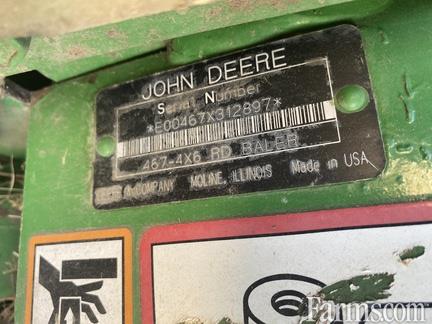 JOHN DEERE
Serial Number
*E00467X312897*
467-4X6 RD BALER
DEERE & COMPANY MOLINE, ILLINOIS Made in USA
Farms.com